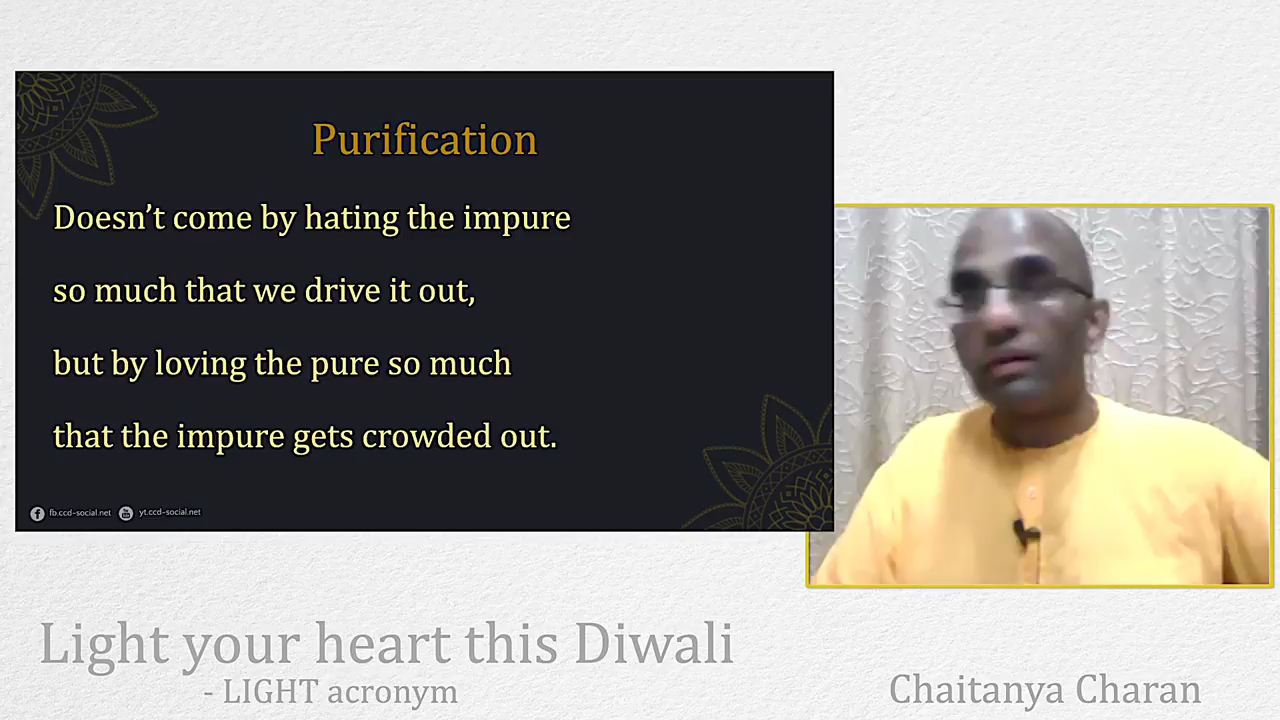 Purification
Doesn’t come by hating the impure
so much that we drive it out,
but by loving the pure so much
that the impure gets crowded out.
fb.ccd-social.net yt.ccd-social.net
Light your heart this Diwali
- LIGHT acronym
Chaitanya Charan